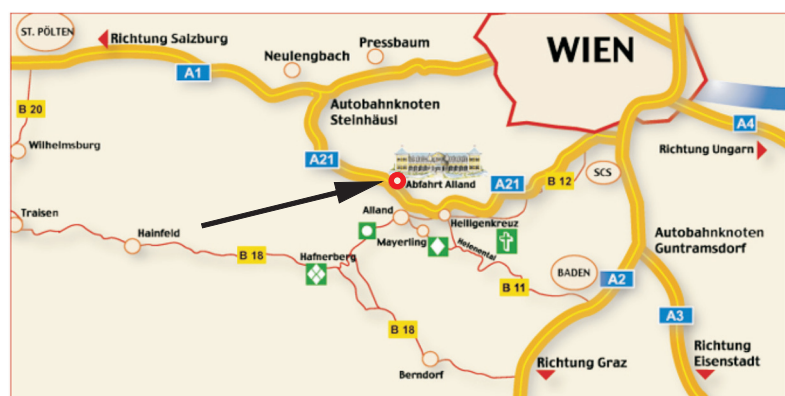 ST. PÖLTEN
Richtung Salzburg
Neulengbach
Pressbaum
WIEN
A1
B 20
Autobahnknoten
Steinhäusl
A4
Wilhelmsburg
Richtung Ungarn
A21
Abfahrt Alland
A21
B 12
SCS
Traisen
Hainfeld
Alland
Heiligenkreuz
Mayerling
Helenental
Autobahnknoten
Guntramsdorf
B 18
Hafnerberg
BADEN
A2
B 11
A3
B 18
Berndorf
Richtung Graz
Richtung
Eisenstadt